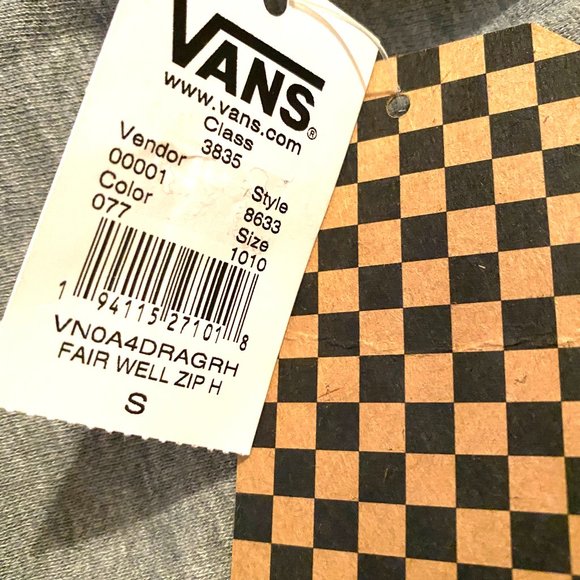 VANS®
www.vans.com
Class
3835
Vendor Style
00001 8633
Color Size
077 1010
1 94115 27101 8
VN0A4DRAGRH
FAIR WELL ZIP H
S